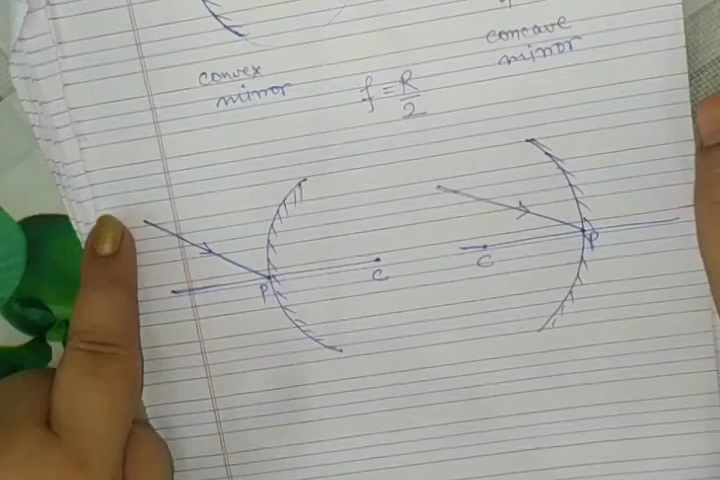 convex
mirror
f = R/2
concave
mirror
P
C
C
P